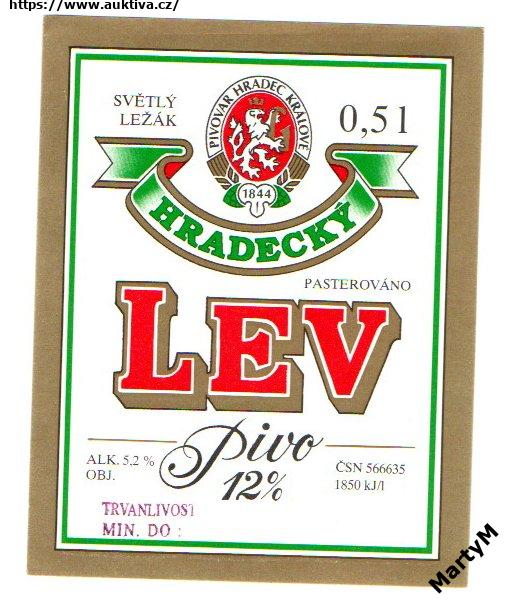 https://www.auktiva.cz/
SVĚTLÝ
LEŽÁK
PIVOVAR HRADEC KRÁLOVÉ
0,5 l
1844
HRADECKÝ
PASTEROVÁNO
LEV
Pivo
12%
ALK. 5,2 %
OBJ.
ČSN 566635
1850 kJ/l
TRVANLIVOST
MIN. DO :
MartyM